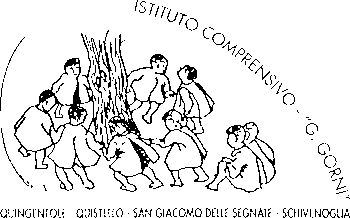 ISTITUTO COMPRENSIVO - "G. GORNI
QUINGENTOLE - QUISTELLO - SAN GIACOMO DELLE SEGNATE - SCHIVENOGLIA